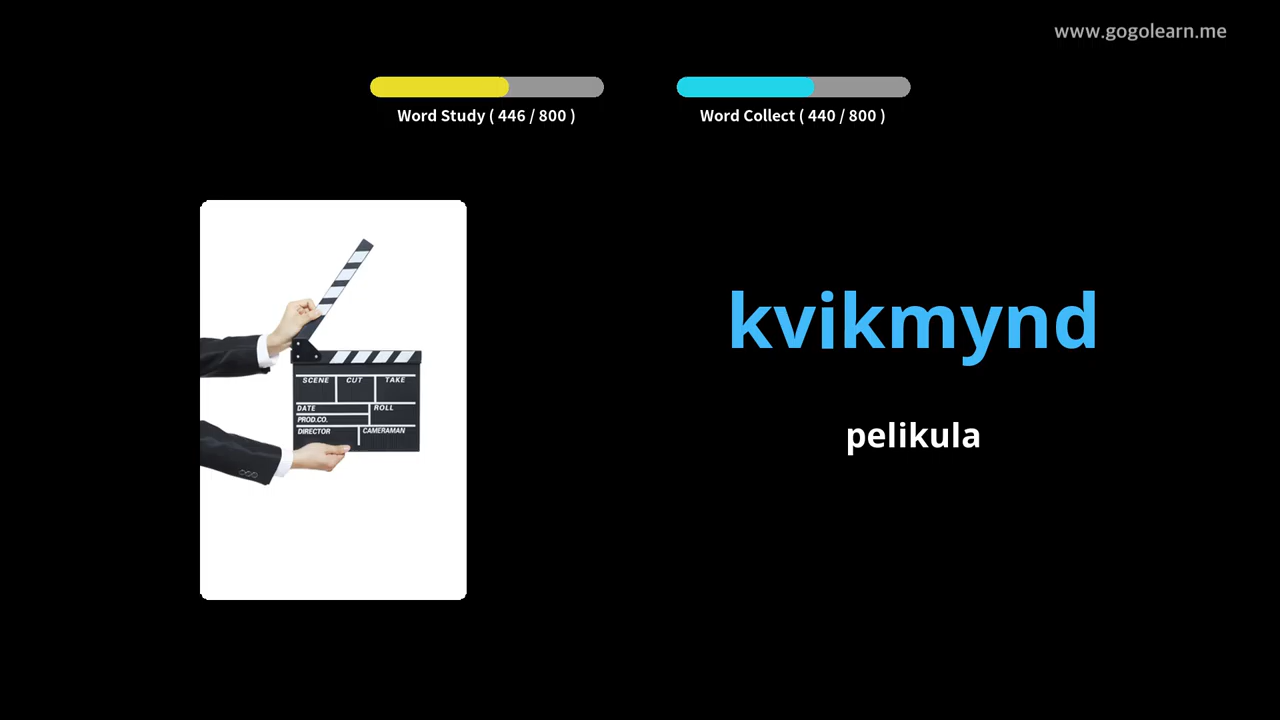 www.gogolearn.me
Word Study ( 446 / 800 )
Word Collect ( 440 / 800 )
SCENE CUT TAKE
DATE ROLL
PROD.CO.
DIRECTOR CAMERAMAN
kvikmynd
pelikula